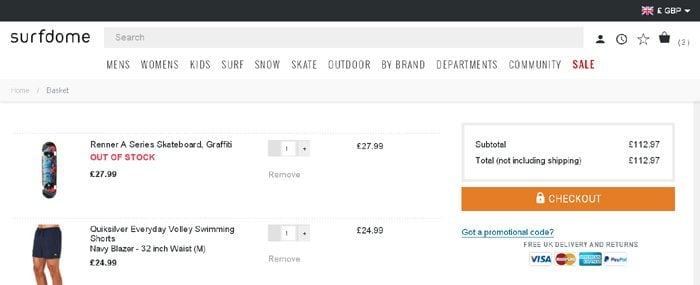 £ GBP
surfdome
Search
(2)
MENS WOMENS KIDS SURF SNOW SKATE OUTDOOR BY BRAND DEPARTMENTS COMMUNITY SALE
Home / Basket
Renner A Series Skateboard, Graffiti
OUT OF STOCK
£27.99
1 +
Remove
£27.99
Quiksilver Everyday Volley Swimming
Shorts
Navy Blazer - 32 inch Waist (M)
£24.99
1 +
Remove
£24.99
Subtotal £112.97
Total (not including shipping) £112.97
CHECKOUT
Got a promotional code?
FREE UK DELIVERY AND RETURNS
VISA PayPal